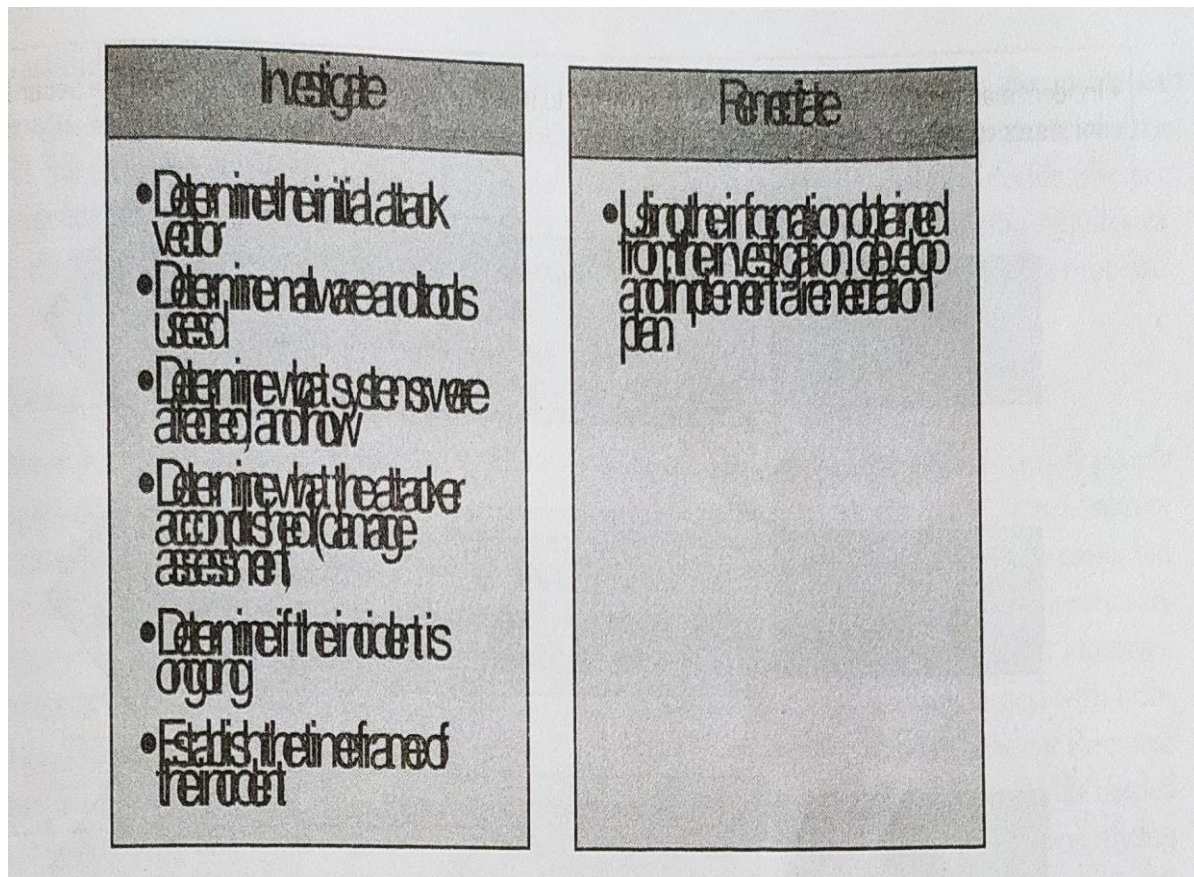 Investigate
• Determine the initial attack
vector
• Determine malware and tools
used
• Determine what systems were
affected, and how
• Determine what the attacker
accomplished (damage
assessment)
• Determine if the incident is
ongoing
• Establish the time frame of
the incident
Remediate
• Using the information obtained
from the investigation, develop
and implement a remediation
plan